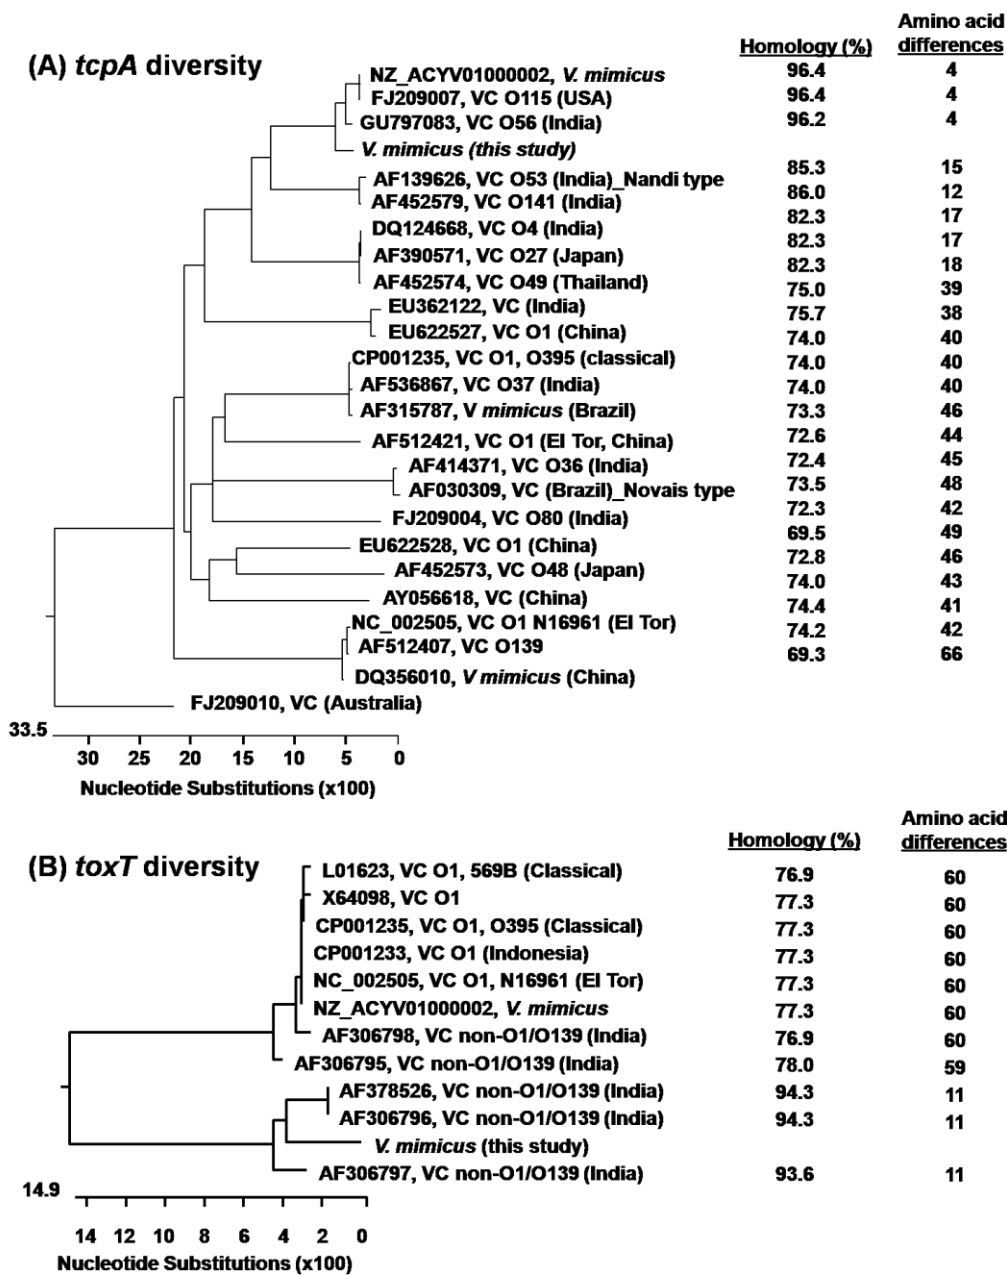 Amino acid
(A) tcpA diversity Homology (%) differences
NZ_ACYV01000002, V. mimicus 96.4 4
FJ209007, VC O115 (USA) 96.4 4
GU797083, VC O56 (India) 96.2 4
V. mimicus (this study)
AF139626, VC O53 (India)_Nandi type 85.3 15
AF452579, VC O141 (India) 86.0 12
DQ124668, VC O4 (India) 82.3 17
AF390571, VC O27 (Japan) 82.3 17
AF452574, VC O49 (Thailand) 82.3 18
EU362122, VC (India) 75.0 39
EU622527, VC O1 (China) 75.7 38
CP001235, VC O1, O395 (classical) 74.0 40
AF536867, VC O37 (India) 74.0 40
AF315787, V mimicus (Brazil) 74.0 40
AF512421, VC O1 (El Tor, China) 73.3 46
AF414371, VC O36 (India) 72.6 44
AF030309, VC (Brazil)_Novais type 72.4 45
FJ209004, VC O80 (India) 73.5 48
EU622528, VC O1 (China) 72.3 42
AF452573, VC O48 (Japan) 69.5 49
AY056618, VC (China) 72.8 46
NC_002505, VC O1 N16961 (El Tor) 74.0 43
AF512407, VC O139 74.4 41
DQ356010, V mimicus (China) 74.2 42
FJ209010, VC (Australia) 69.3 66
33.5
30 25 20 15 10 5 0
Nucleotide Substitutions (x100)
Amino acid
(B) toxT diversity Homology (%) differences
L01623, VC O1, 569B (Classical) 76.9 60
X64098, VC O1 77.3 60
CP001235, VC O1, O395 (Classical) 77.3 60
CP001233, VC O1 (Indonesia) 77.3 60
NC_002505, VC O1, N16961 (El Tor) 77.3 60
NZ_ACYV01000002, V. mimicus 77.3 60
AF306798, VC non-O1/O139 (India) 76.9 60
AF306795, VC non-O1/O139 (India) 78.0 59
AF378526, VC non-O1/O139 (India) 94.3 11
AF306796, VC non-O1/O139 (India) 94.3 11
V. mimicus (this study)
AF306797, VC non-O1/O139 (India) 93.6 11
14.9
14 12 10 8 6 4 2 0
Nucleotide Substitutions (x100)